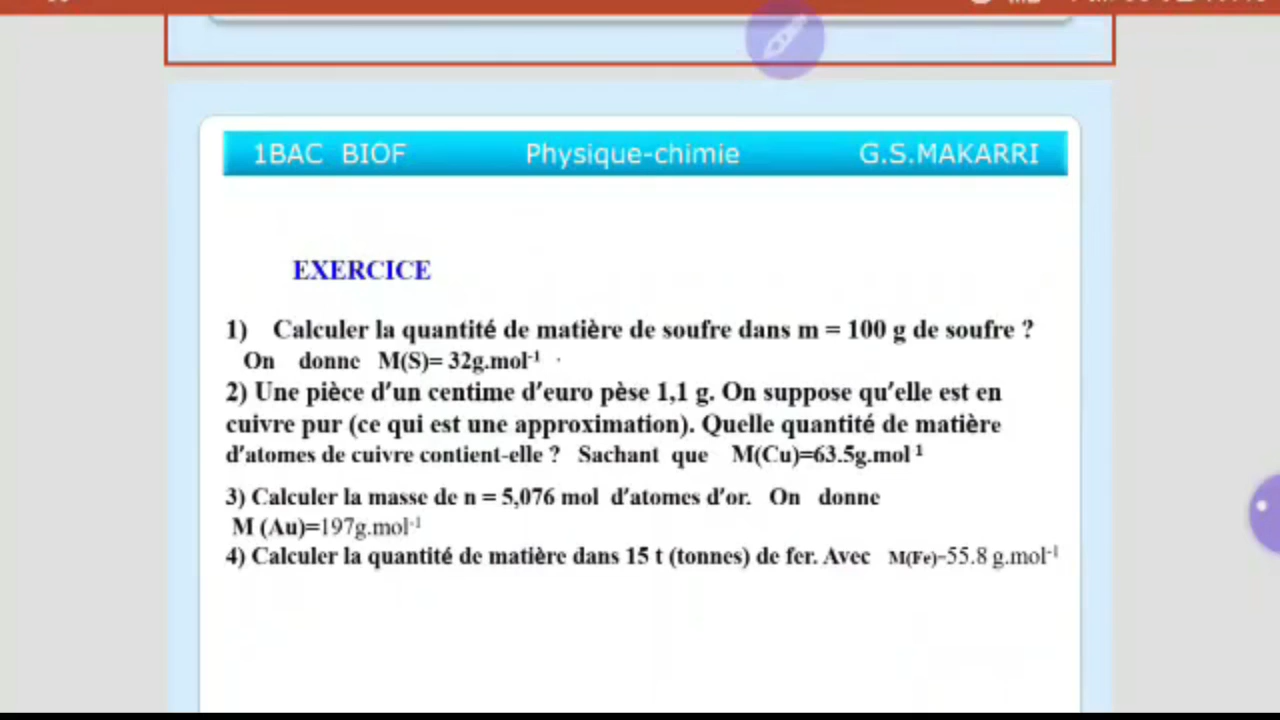 1BAC BIOF Physique-chimie G.S.MAKARRI
EXERCICE
1) Calculer la quantité de matière de soufre dans m = 100 g de soufre ?
On donne M(S)= 32g.mol-1 .
2) Une pièce d'un centime d'euro pèse 1,1 g. On suppose qu'elle est en
cuivre pur (ce qui est une approximation). Quelle quantité de matière
d'atomes de cuivre contient-elle ? Sachant que M(Cu)=63.5g.mol 1
3) Calculer la masse de n = 5,076 mol d'atomes d'or. On donne
M (Au)=197g.mol-1
4) Calculer la quantité de matière dans 15 t (tonnes) de fer. Avec M(Fe)-55.8 g.mol-1